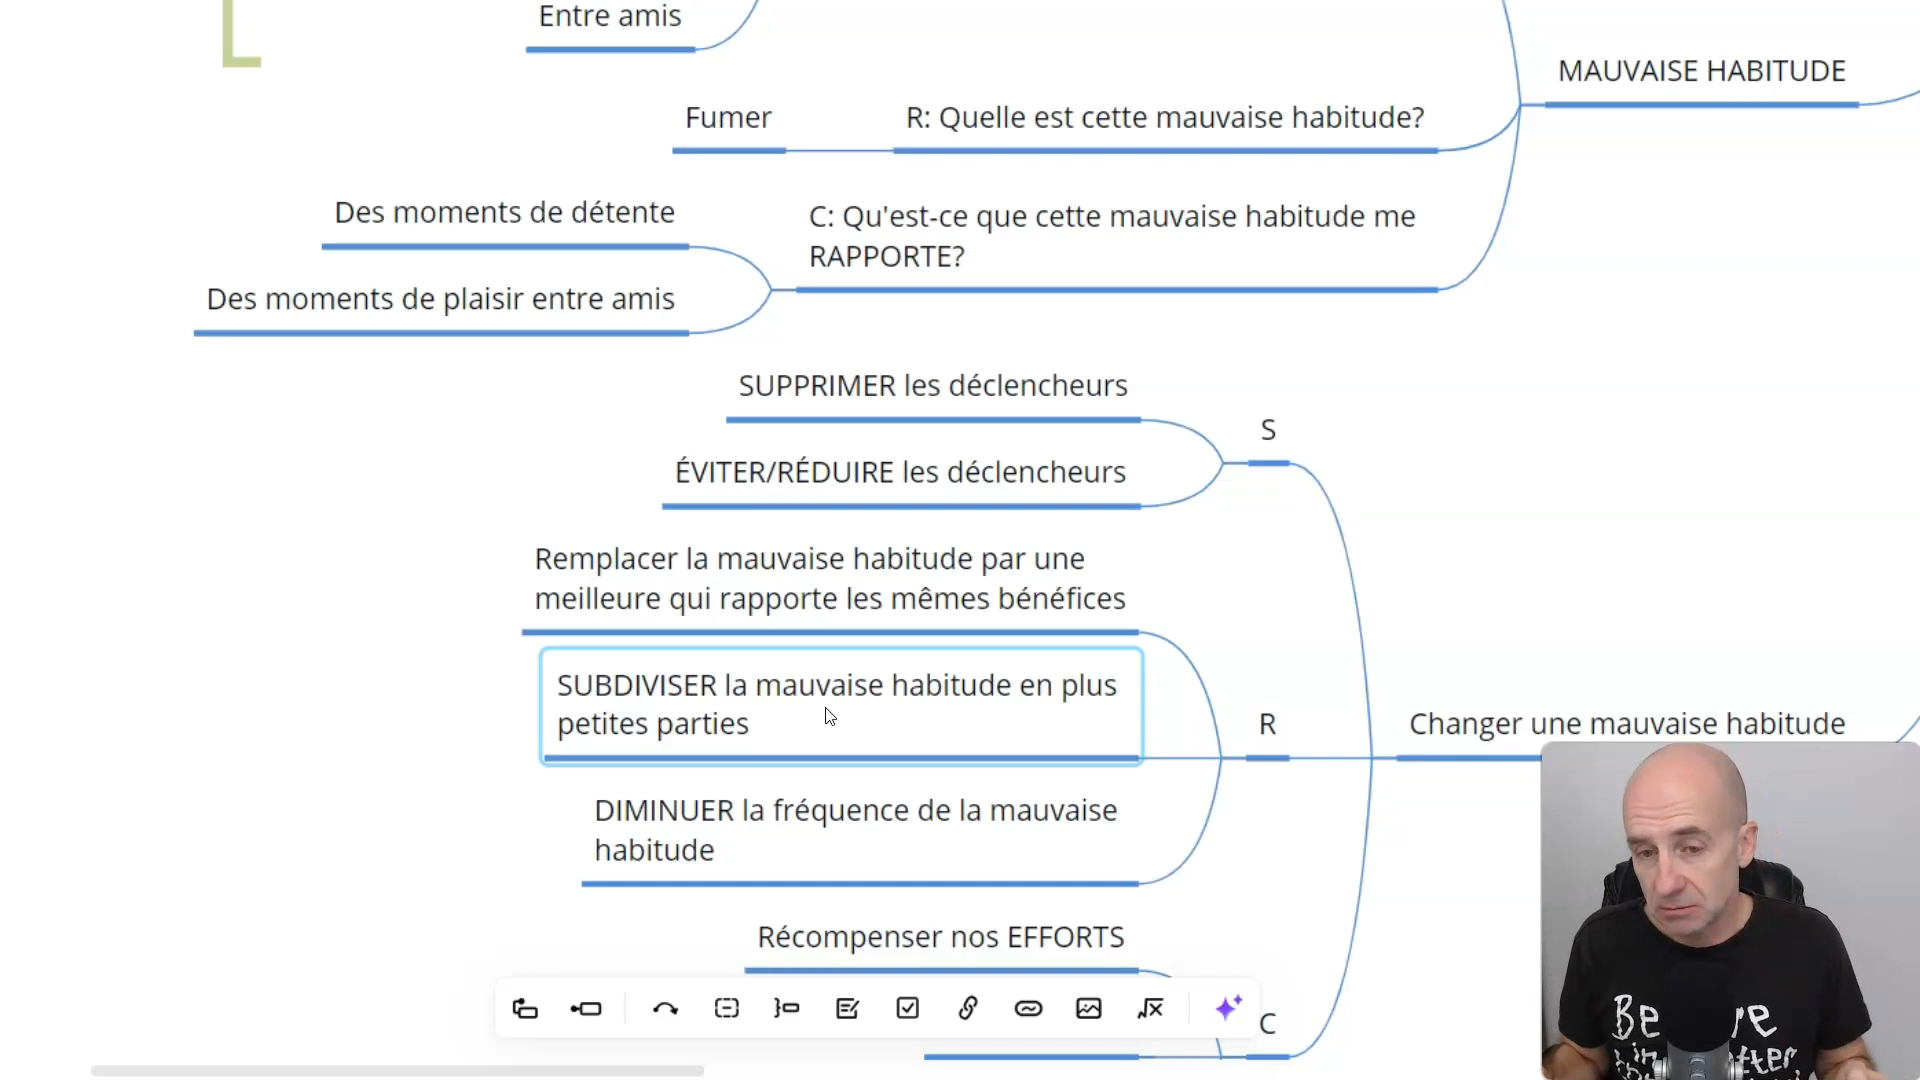 Entre amis
MAUVAISE HABITUDE
Fumer
R: Quelle est cette mauvaise habitude?
Des moments de détente
C: Qu'est-ce que cette mauvaise habitude me
RAPPORTE?
Des moments de plaisir entre amis
SUPPRIMER les déclencheurs
S
ÉVITER/RÉDUIRE les déclencheurs
Remplacer la mauvaise habitude par une
meilleure qui rapporte les mêmes bénéfices
SUBDIVISER la mauvaise habitude en plus
petites parties
R
Changer une mauvaise habitude
DIMINUER la fréquence de la mauvaise
habitude
Récompenser nos EFFORTS
C